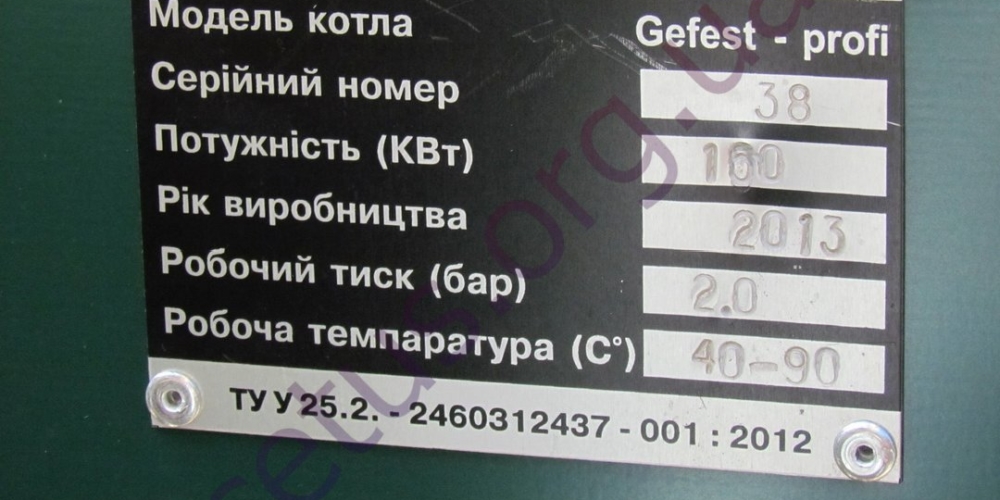 Модель котла Gefest - profi
Серійний номер 38
Потужність (КВт)
Рік виробництва 2013
Робочий тиск (бар) 2.0
Робоча темпаратура (С°) 40-90
ТУ У 25.2. - 2460312437 - 001 : 2012